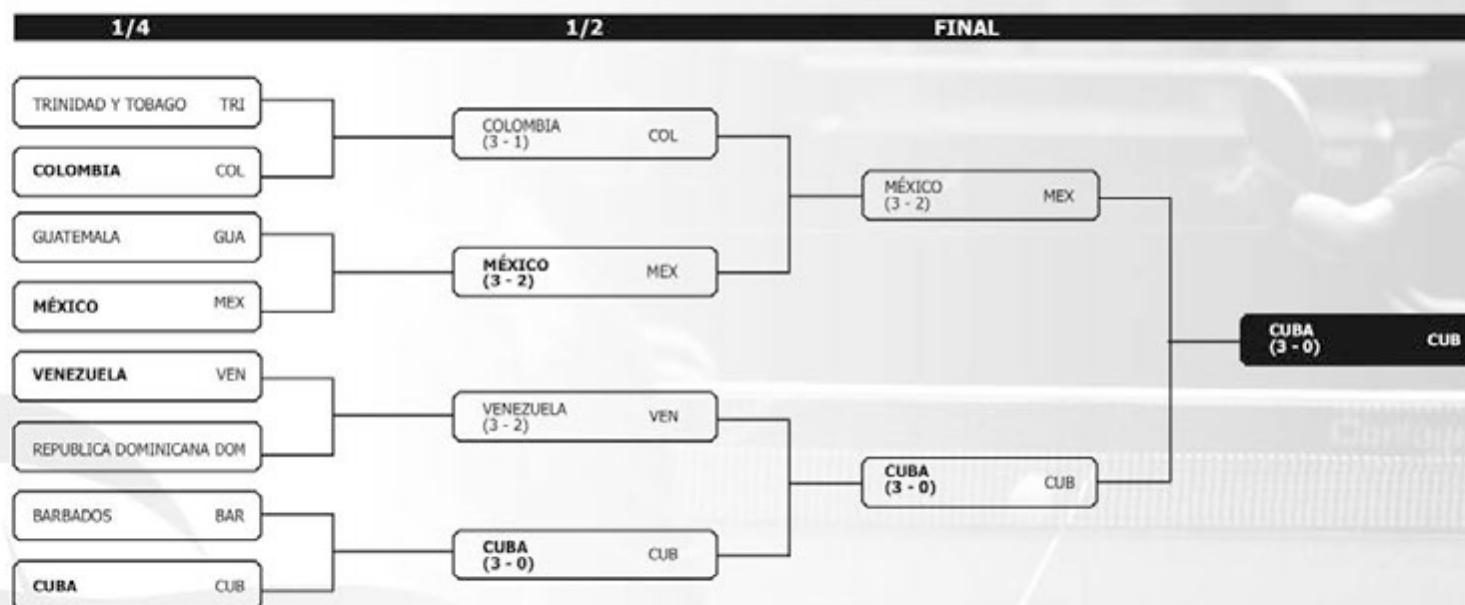 1/4 1/2 FINAL
TRINIDAD Y TOBAGO TRI
COLOMBIA COL
GUATEMALA GUA
MÉXICO MEX
VENEZUELA VEN
REPUBLICA DOMINICANA DOM
BARBADOS BAR
CUBA CUB
COLOMBIA COL
(3 - 1)
MÉXICO MEX
(3 - 2)
VENEZUELA VEN
(3 - 2)
CUBA CUB
(3 - 0)
MÉXICO MEX
(3 - 2)
CUBA CUB
(3 - 0)
CUBA CUB
(3 - 0)